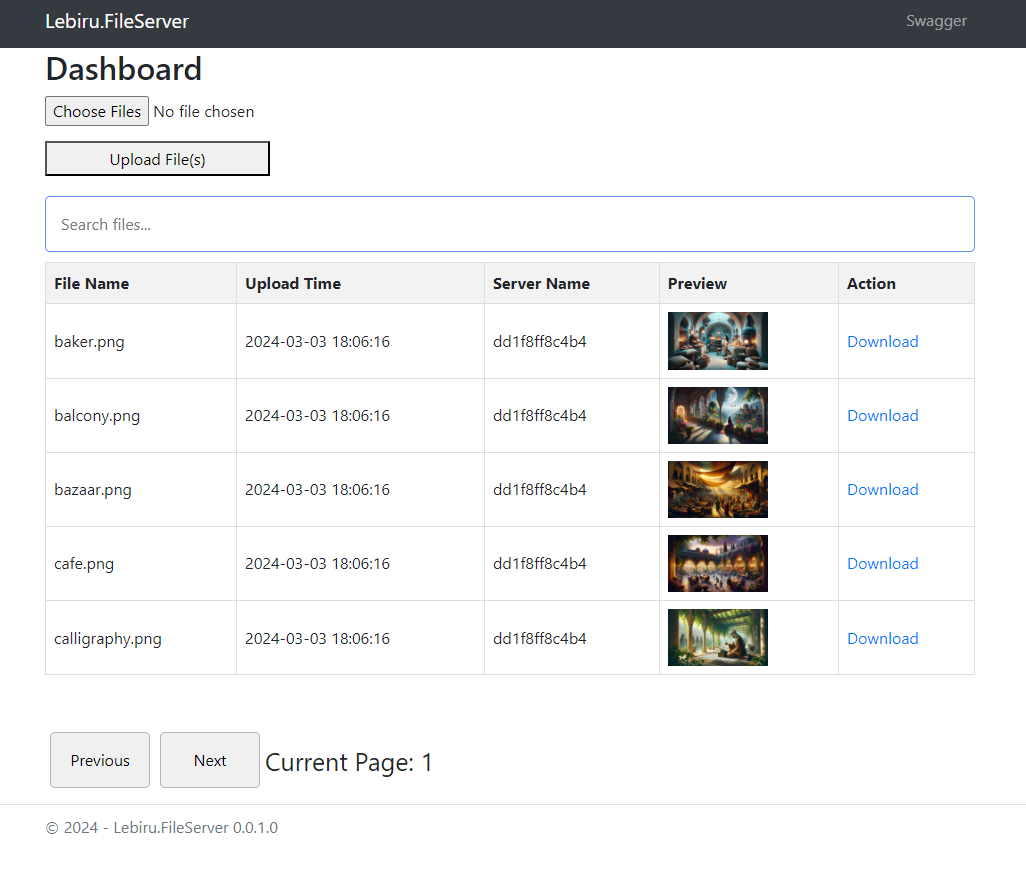 Lebiru.FileServer Swagger
Dashboard
Choose Files No file chosen
Upload File(s)
Search files...
File Name Upload Time Server Name Preview Action
baker.png 2024-03-03 18:06:16 dd1f8ff8c4b4 Download
balcony.png 2024-03-03 18:06:16 dd1f8ff8c4b4 Download
bazaar.png 2024-03-03 18:06:16 dd1f8ff8c4b4 Download
cafe.png 2024-03-03 18:06:16 dd1f8ff8c4b4 Download
calligraphy.png 2024-03-03 18:06:16 dd1f8ff8c4b4 Download
Previous Next Current Page: 1
© 2024 - Lebiru.FileServer 0.0.1.0